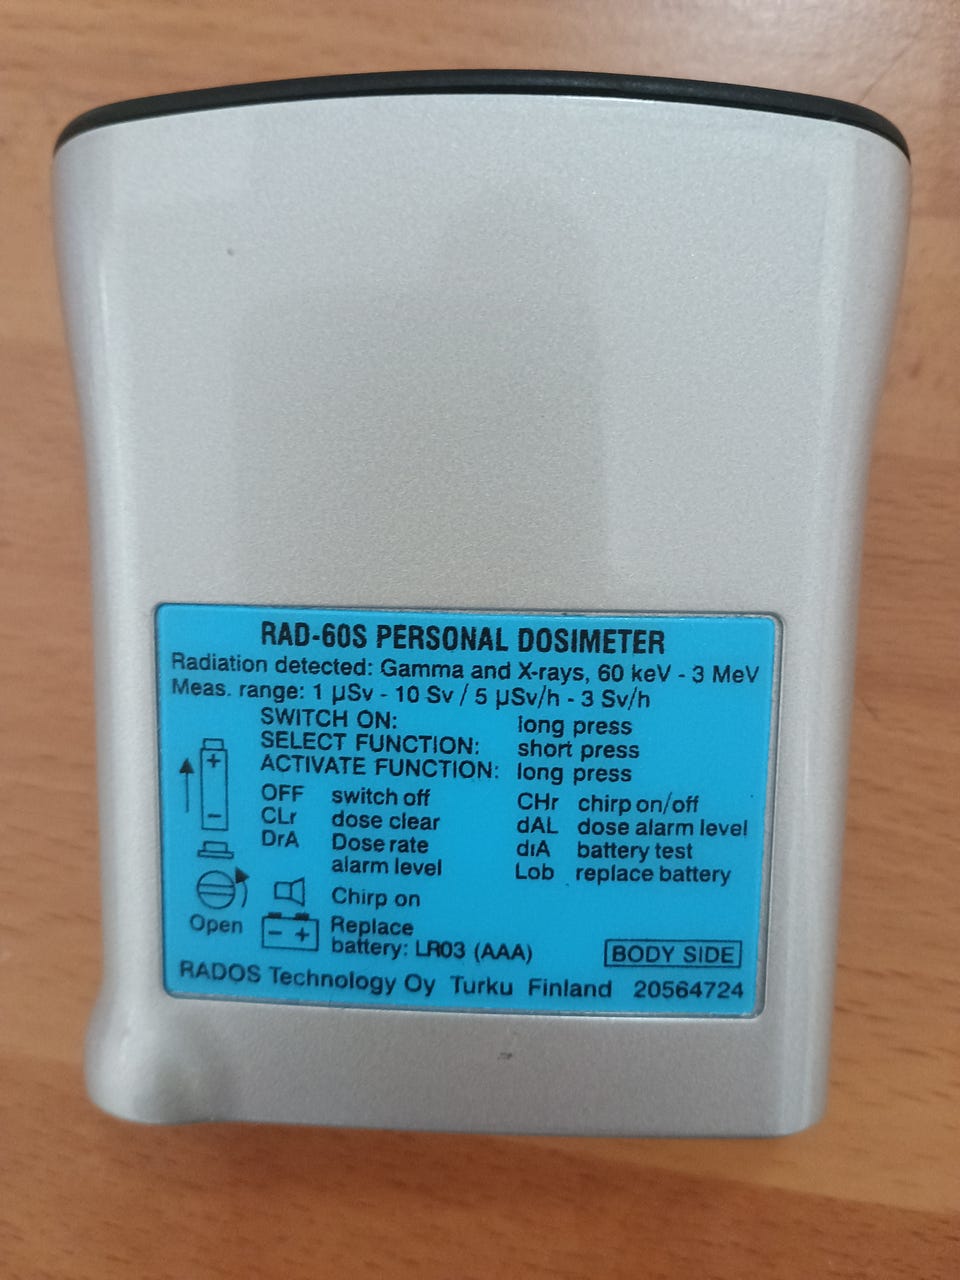 RAD-60S PERSONAL DOSIMETER
Radiation detected: Gamma and X-rays, 60 keV - 3 MeV
Meas. range: 1 µSv - 10 Sv / 5 µSv/h - 3 Sv/h
SWITCH ON: long press
SELECT FUNCTION: short press
ACTIVATE FUNCTION: long press
OFF switch off CHr chirp on/off
CLr dose clear dAL dose alarm level
DrA Dose rate dıA battery test
alarm level Lob replace battery
Chirp on
Open Replace
battery: LR03 (AAA) BODY SIDE
RADOS Technology Oy Turku Finland 20564724